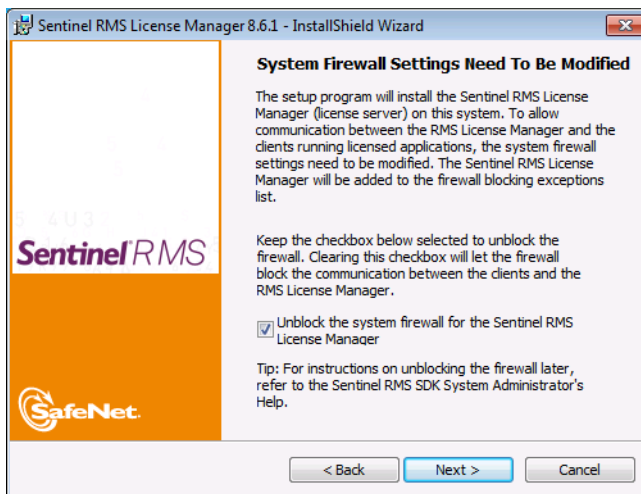 Sentinel RMS License Manager 8.6.1 - InstallShield Wizard
System Firewall Settings Need To Be Modified
The setup program will install the Sentinel RMS License
Manager (license server) on this system. To allow
communication between the RMS License Manager and the
clients running licensed applications, the system firewall
settings need to be modified. The Sentinel RMS License
Manager will be added to the firewall blocking exceptions
list.
Sentinel RMS
Keep the checkbox below selected to unblock the
firewall. Clearing this checkbox will let the firewall
block the communication between the clients and the
RMS License Manager.
Unblock the system firewall for the Sentinel RMS
License Manager
Tip: For instructions on unblocking the firewall later,
refer to the Sentinel RMS SDK System Administrator's
Help.
SafeNet.
< Back
Next >
Cancel